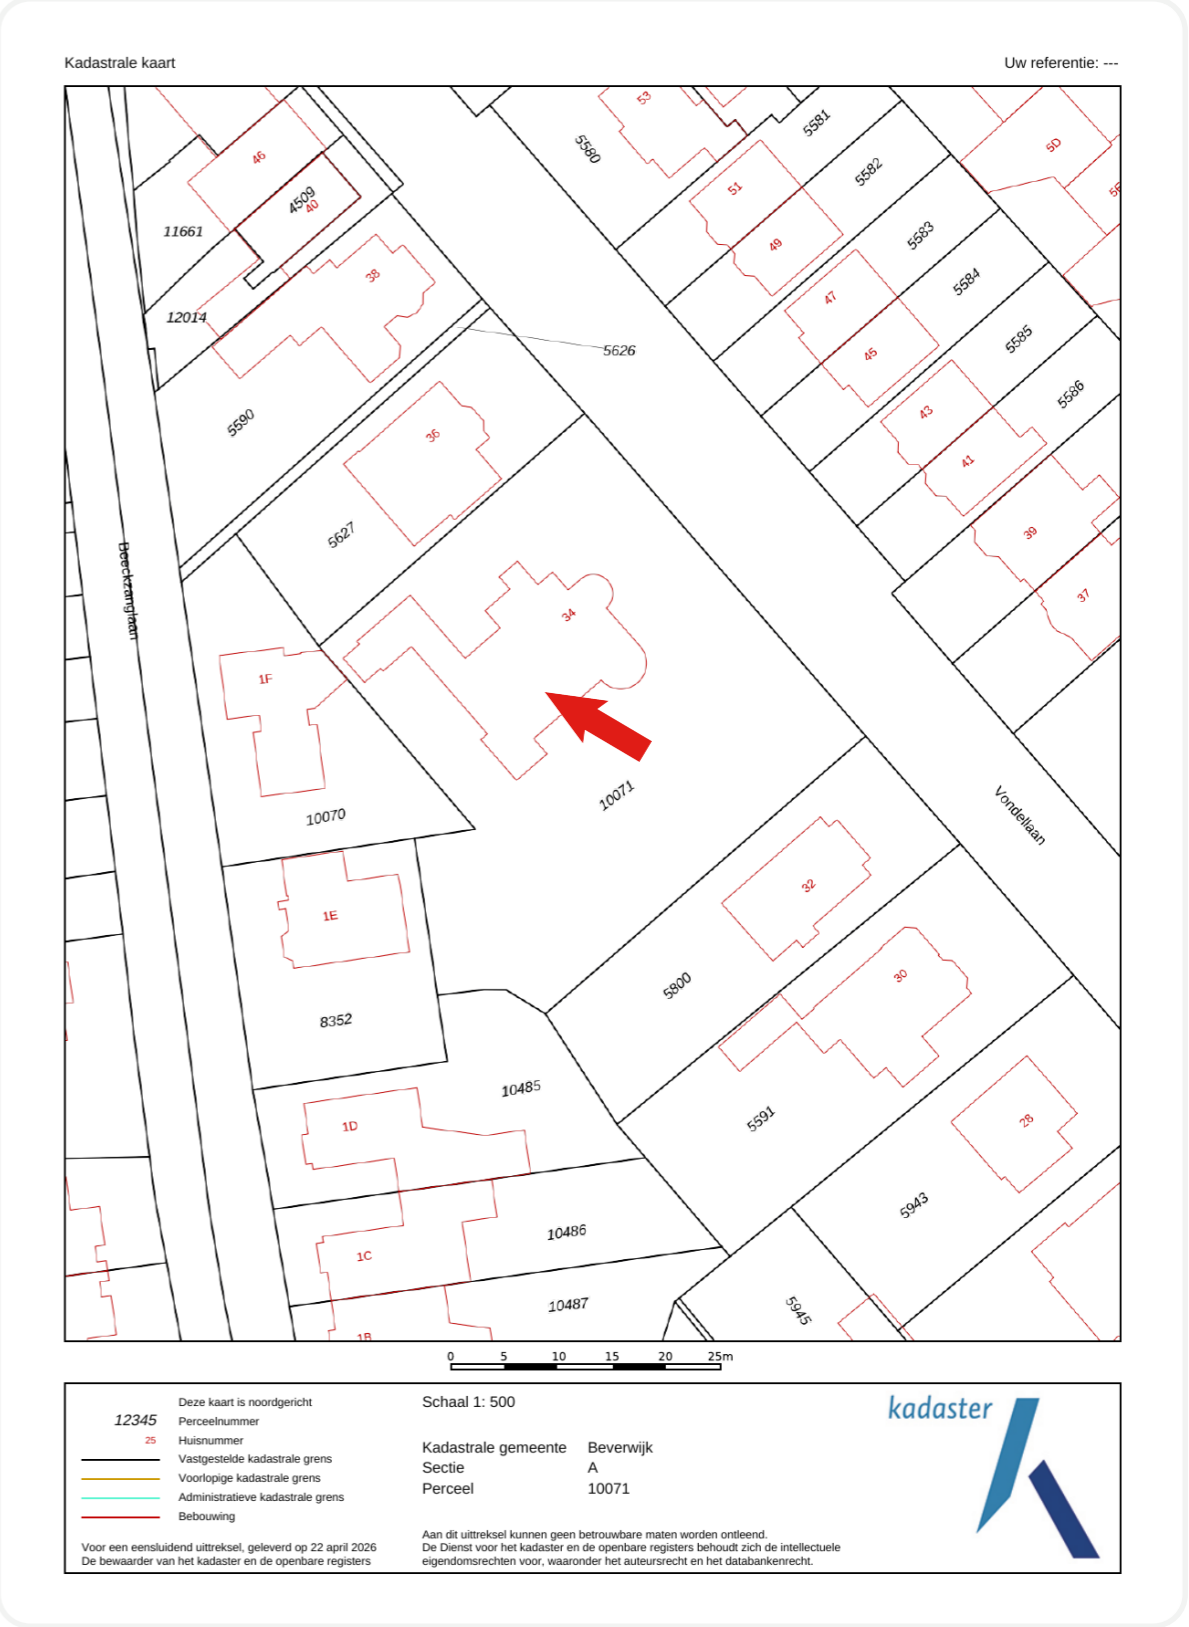 Kadastrale kaart
Uw referentie: ---
53
5581
5580
5D
46
5582
51
5E
4509
40
11661
49
5583
38
5584
47
12014
5585
5626
45
5586
43
5590
36
41
5627
39
Beeckzanglaan
37
34
1F
10071
10070
Vondellaan
32
1E
5800
30
8352
10485
5591
1D
28
5943
10486
1C
10487
5945
1B
0 5 10 15 20 25m
Deze kaart is noordgericht
12345 Perceelnummer
25 Huisnummer
Vastgestelde kadastrale grens
Voorlopige kadastrale grens
Administratieve kadastrale grens
Bebouwing
Voor een eensluidend uittreksel, geleverd op 22 april 2026
De bewaarder van het kadaster en de openbare registers
Schaal 1: 500
Kadastrale gemeente Beverwijk
Sectie A
Perceel 10071
Aan dit uittreksel kunnen geen betrouwbare maten worden ontleend.
De Dienst voor het kadaster en de openbare registers behoudt zich de intellectuele
eigendomsrechten voor, waaronder het auteursrecht en het databankenrecht.
kadaster